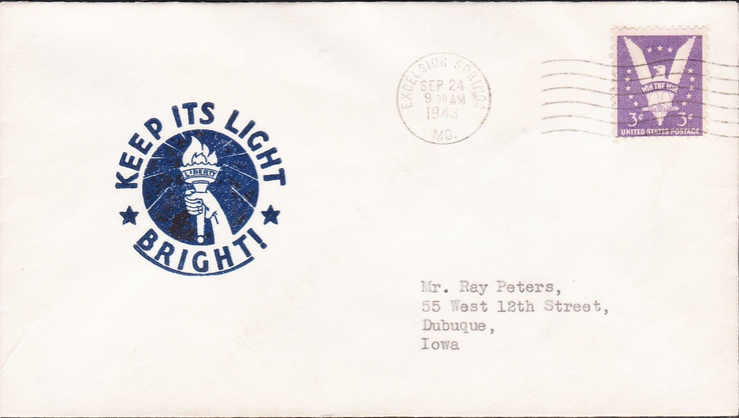 KEEP ITS LIGHT
LIBERTY
BRIGHT!
EXCELSIOR SPRINGS
SEP 24
9 30 AM
1943
MO.
WIN THE WAR
3¢ 3¢
UNITED STATES POSTAGE
Mr. Ray Peters,
55 West 12th Street,
Dubuque,
Iowa